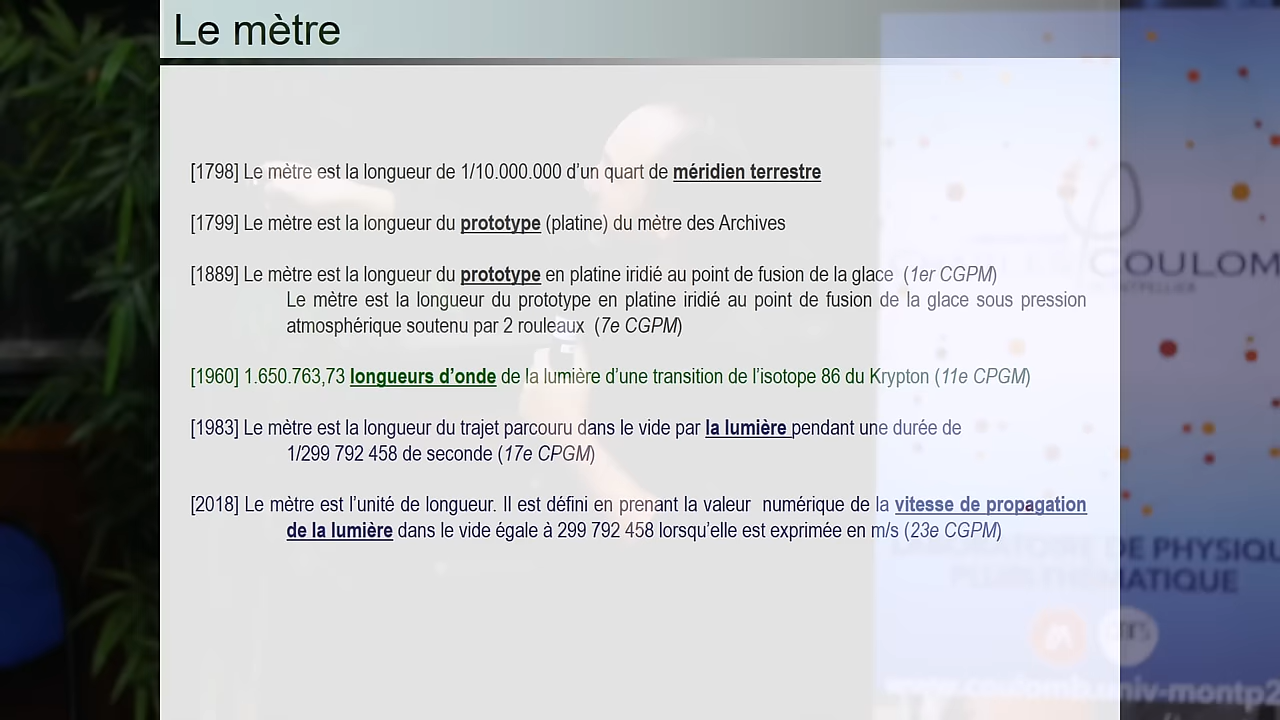 Le mètre
[1798] Le mètre est la longueur de 1/10.000.000 d'un quart de méridien terrestre
[1799] Le mètre est la longueur du prototype (platine) du mètre des Archives
[1889] Le mètre est la longueur du prototype en platine iridié au point de fusion de la glace (1er CGPM)
Le mètre est la longueur du prototype en platine iridié au point de fusion de la glace sous pression
atmosphérique soutenu par 2 rouleaux (7e CGPM)
[1960] 1.650.763,73 longueurs d'onde de la lumière d'une transition de l'isotope 86 du Krypton (11e CPGM)
[1983] Le mètre est la longueur du trajet parcouru dans le vide par la lumière pendant une durée de
1/299 792 458 de seconde (17e CPGM)
[2018] Le mètre est l'unité de longueur. Il est défini en prenant la valeur numérique de la vitesse de propagation
de la lumière dans le vide égale à 299 792 458 lorsqu'elle est exprimée en m/s (23e CGPM)
COULOM
MONTPELLIER
LABORATOIRE DE PHYSIQU
PLURITHÉMATIQUE
www.coulomb.univ-montp2